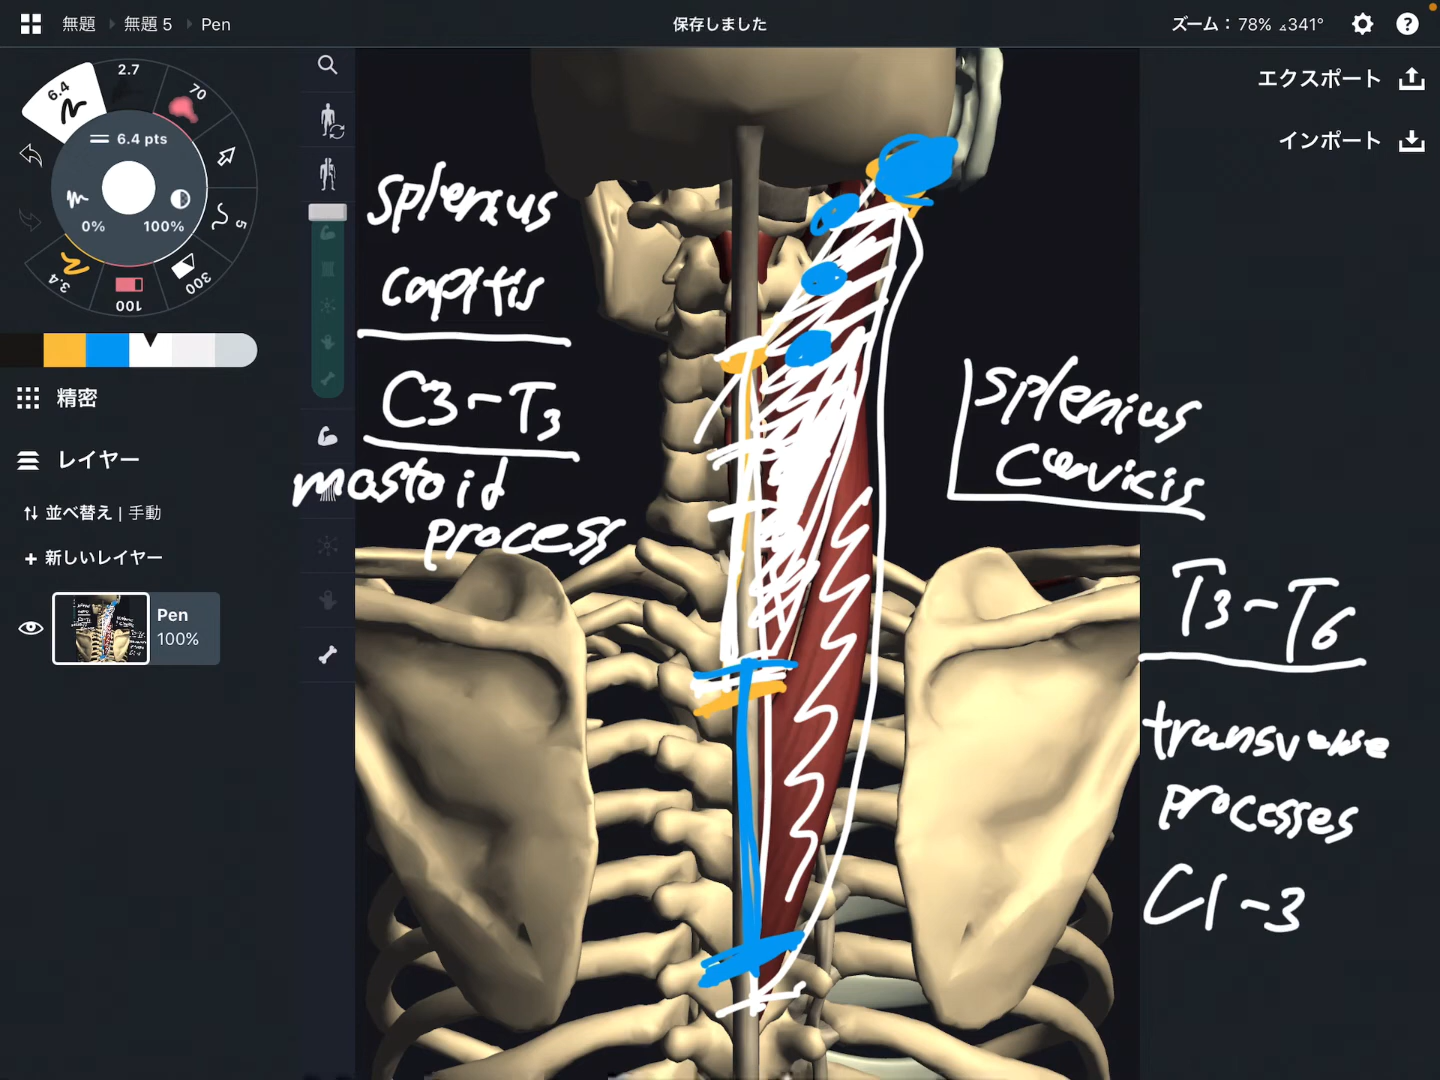 無題 無題 5 Pen
保存しました
ズーム：78% ⊿341°
エクスポート
インポート
6.4
2.7
70
5
300
100
3.4
6.4 pts
0% 100%
精密
レイヤー
並べ替え | 手動
+ 新しいレイヤー
Pen
100%
splenius
capitis
C3-T3
mastoid
process
splenius
cervicis
T3-T6
transverse
processes
C1-3